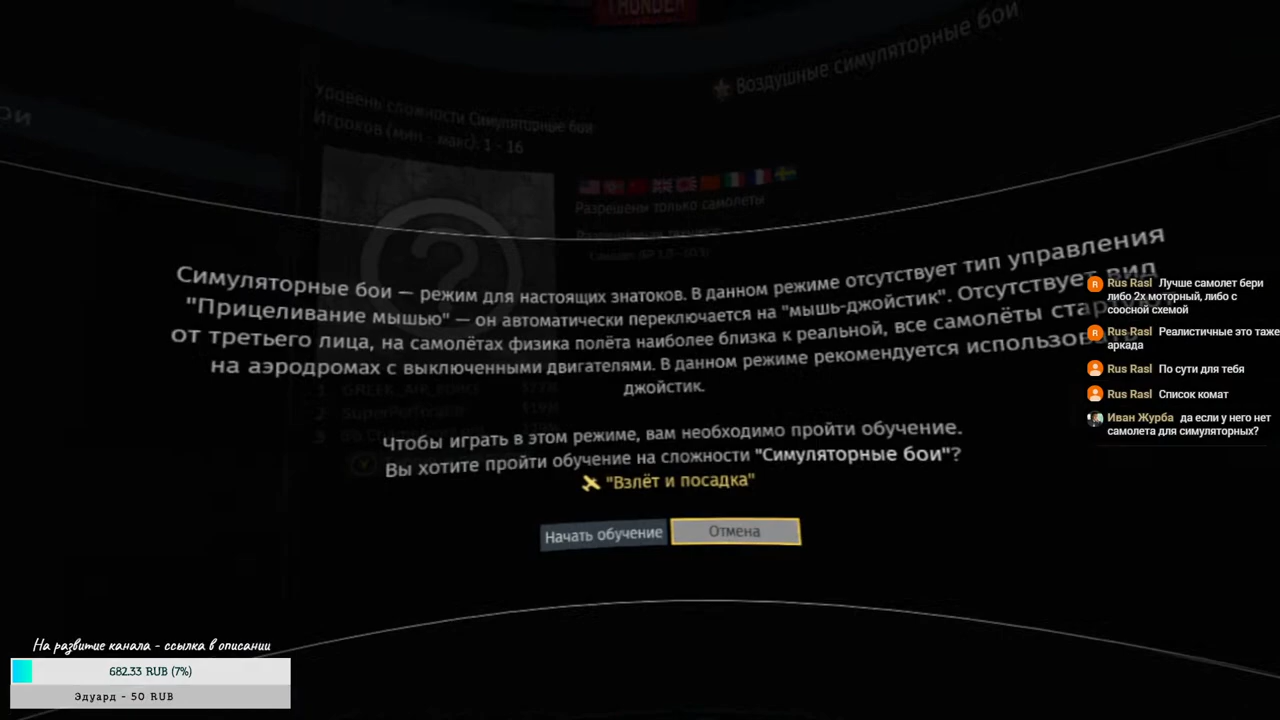 THUNDER
Воздушные симуляторные бои
Уровень сложности Симуляторные бои
Игроков (мин - макс): 1 - 16
Разрешены только самолёты
Симуляторные бои — режим для настоящих знатоков. В данном режиме отсутствует тип управления
"Прицеливание мышью" — он автоматически переключается на "мышь-джойстик". Отсутствует вид
от третьего лица, на самолётах физика полёта наиболее близка к реальной, все самолёты
на аэродромах с выключенными двигателями. В данном режиме рекомендуется
джойстик.
Чтобы играть в этом режиме, вам необходимо пройти обучение.
Вы хотите пройти обучение на сложности "Симуляторные бои"?
"Взлёт и посадка"
Начать обучение
Отмена
Rus Rasl Лучше самолет бери
либо 2х моторный, либо с
соосной схемой
Rus Rasl Реалистичные это таже
аркада
Rus Rasl По сути для тебя
Rus Rasl Список комат
Иван Журба да если у него нет
самолета для симуляторных?
На развитие канала - ссылка в описании
682.33 RUB (7%)
Эдуард - 50 RUB